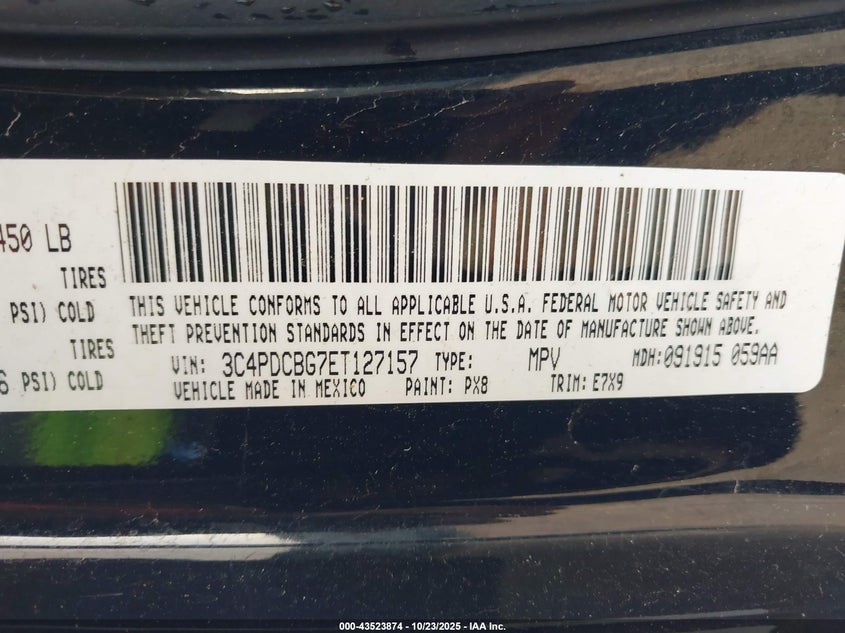 450 LB
TIRES
PSI) COLD
TIRES
PSI) COLD
THIS VEHICLE CONFORMS TO ALL APPLICABLE U.S.A. FEDERAL MOTOR VEHICLE SAFETY AND
THEFT PREVENTION STANDARDS IN EFFECT ON THE DATE OF MANUFACTURE SHOWN ABOVE.
VIN: 3C4PDCBG7ET127157 TYPE: MPV MDH:091915 059AA
VEHICLE MADE IN MEXICO PAINT: PX8 TRIM: E7X9
000-43523874 - 10/23/2025 - IAA Inc.